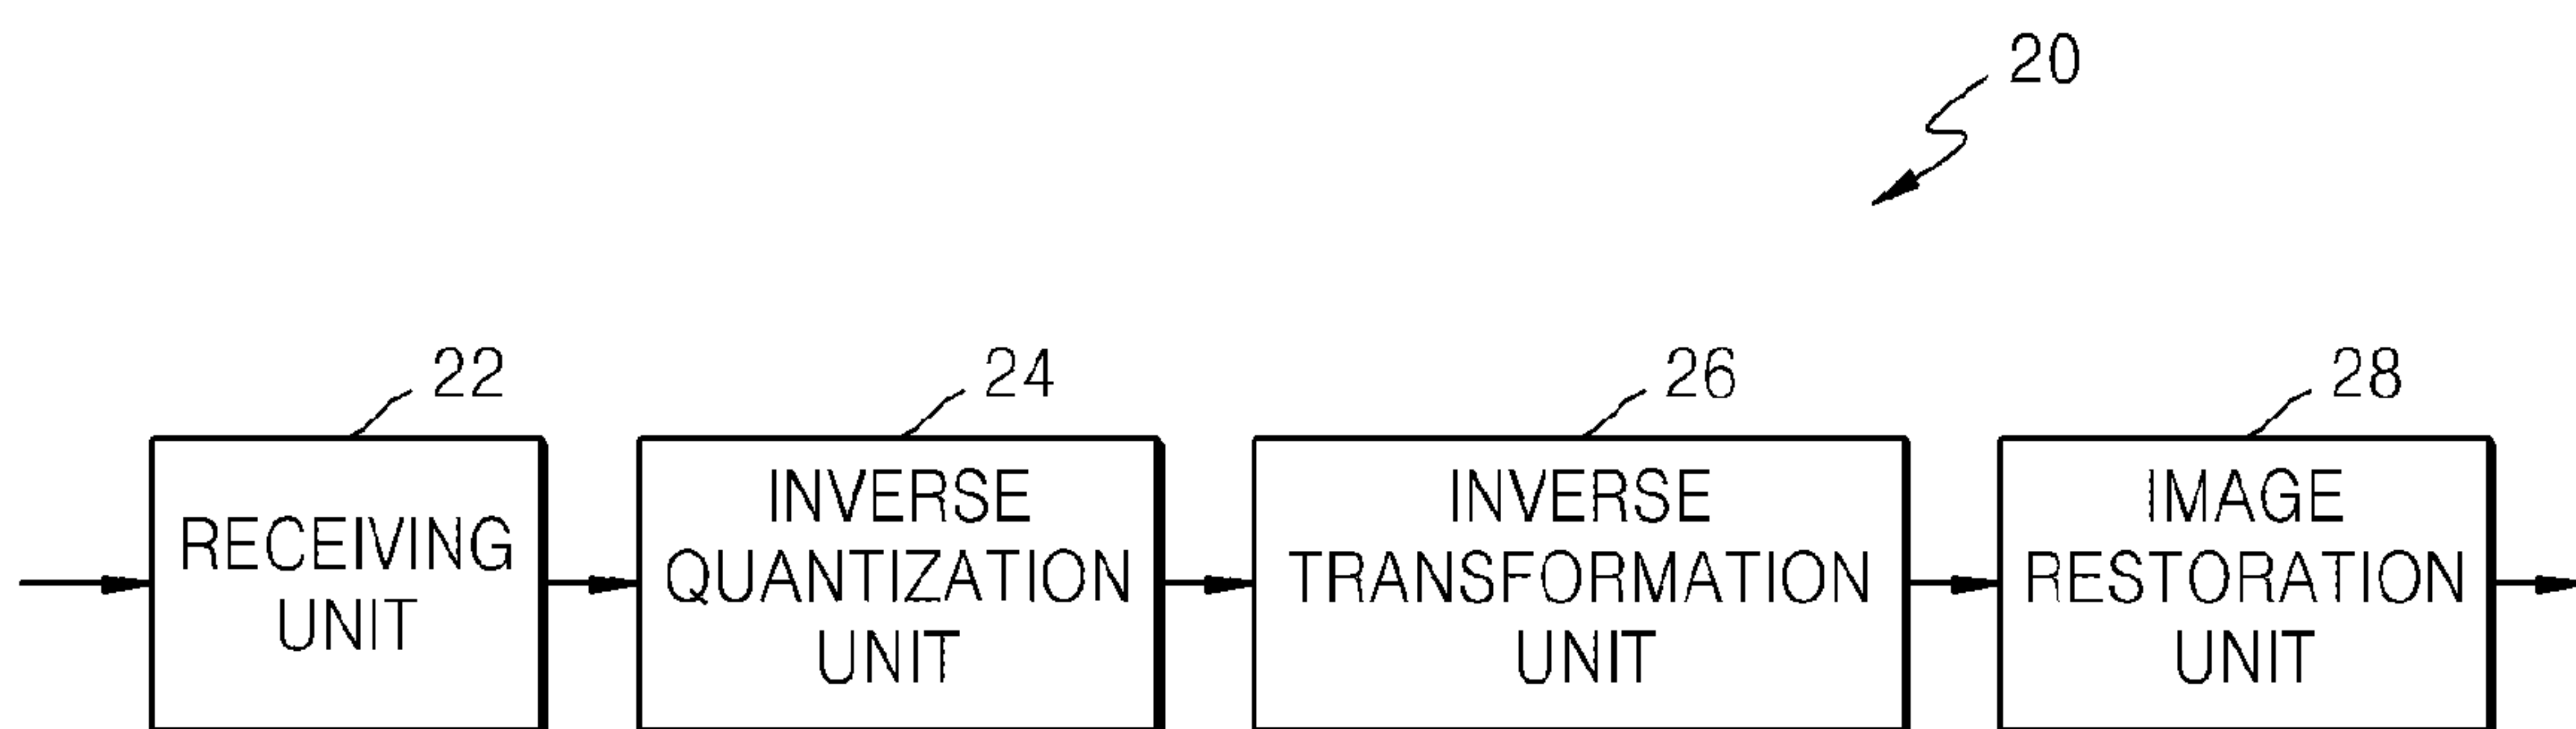 20
22
24
26
28
RECEIVING
UNIT
INVERSE
QUANTIZATION
UNIT
INVERSE
TRANSFORMATION
UNIT
IMAGE
RESTORATION
UNIT